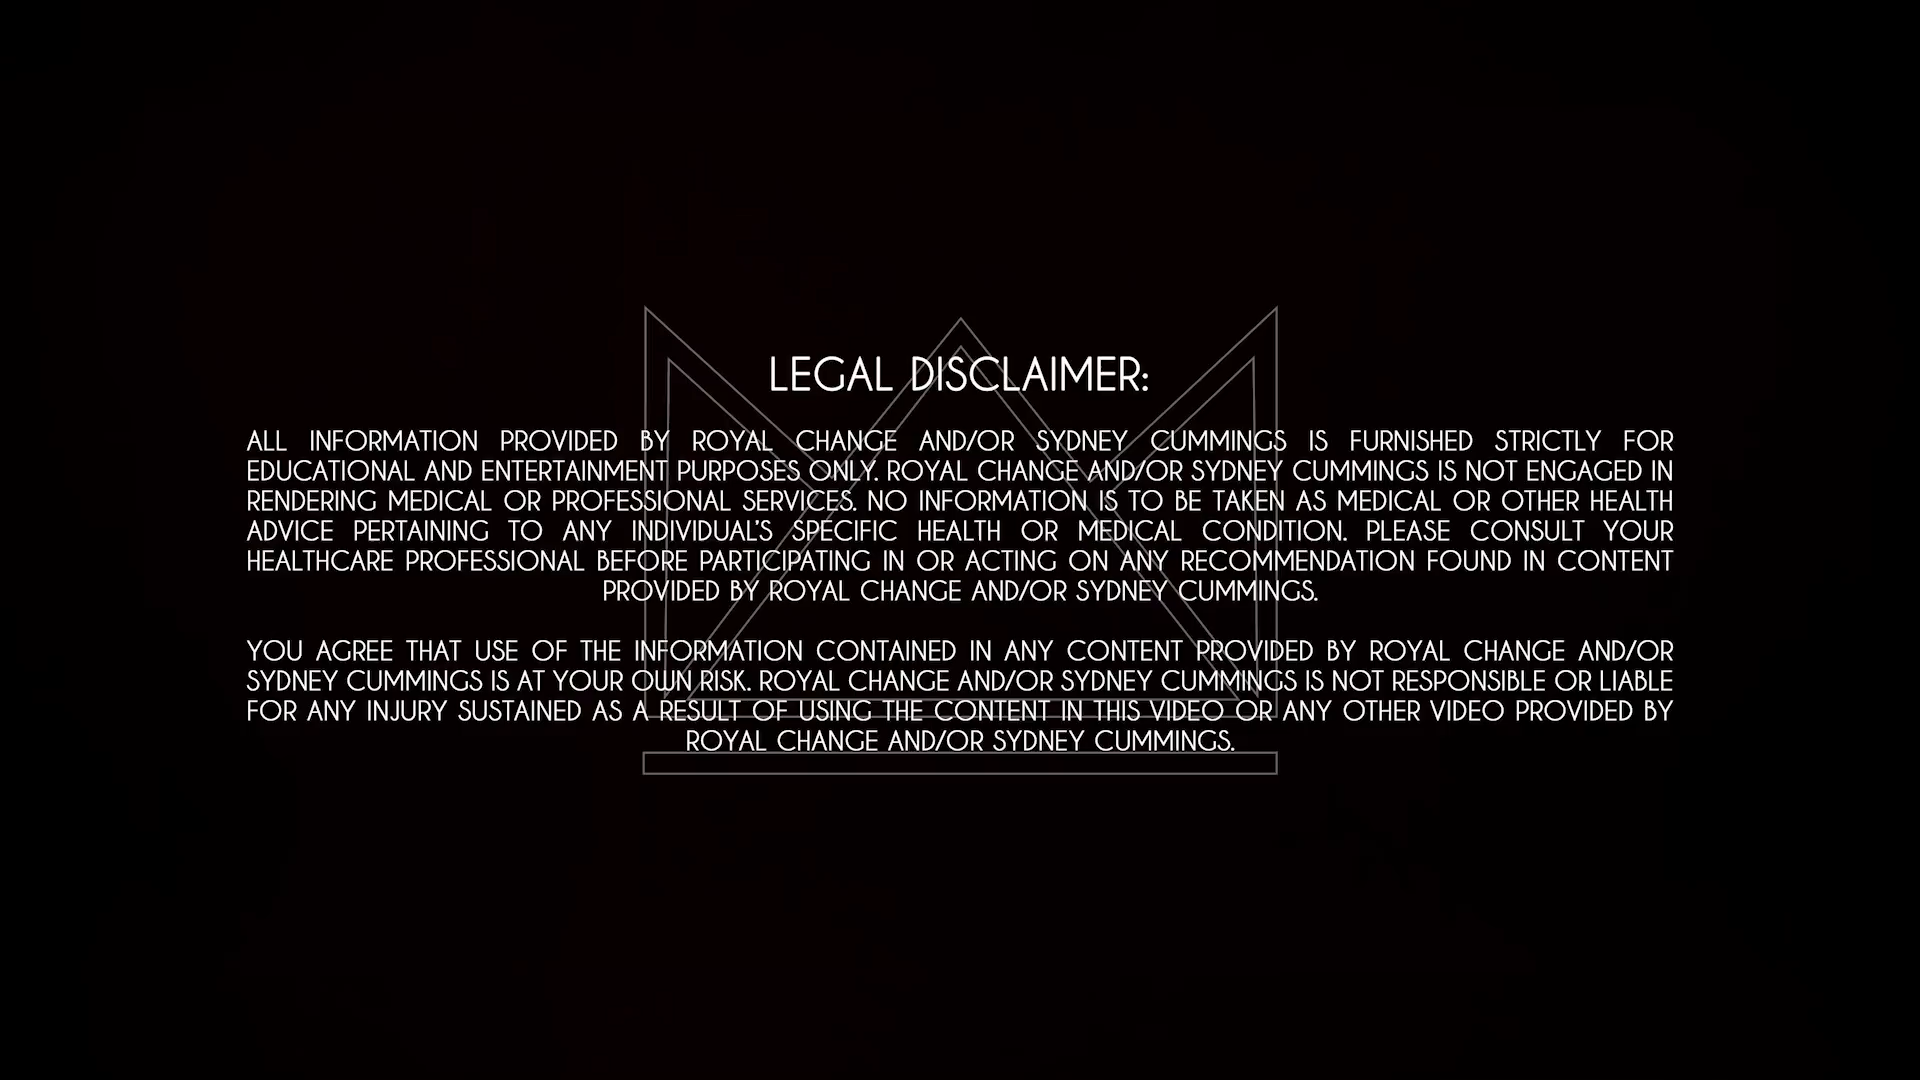 LEGAL DISCLAIMER:
ALL INFORMATION PROVIDED BY ROYAL CHANGE AND/OR SYDNEY CUMMINGS IS FURNISHED STRICTLY FOR
EDUCATIONAL AND ENTERTAINMENT PURPOSES ONLY. ROYAL CHANGE AND/OR SYDNEY CUMMINGS IS NOT ENGAGED IN
RENDERING MEDICAL OR PROFESSIONAL SERVICES. NO INFORMATION IS TO BE TAKEN AS MEDICAL OR OTHER HEALTH
ADVICE PERTAINING TO ANY INDIVIDUAL'S SPECIFIC HEALTH OR MEDICAL CONDITION. PLEASE CONSULT YOUR
HEALTHCARE PROFESSIONAL BEFORE PARTICIPATING IN OR ACTING ON ANY RECOMMENDATION FOUND IN CONTENT
PROVIDED BY ROYAL CHANGE AND/OR SYDNEY CUMMINGS.
YOU AGREE THAT USE OF THE INFORMATION CONTAINED IN ANY CONTENT PROVIDED BY ROYAL CHANGE AND/OR
SYDNEY CUMMINGS IS AT YOUR OWN RISK. ROYAL CHANGE AND/OR SYDNEY CUMMINGS IS NOT RESPONSIBLE OR LIABLE
FOR ANY INJURY SUSTAINED AS A RESULT OF USING THE CONTENT IN THIS VIDEO OR ANY OTHER VIDEO PROVIDED BY
ROYAL CHANGE AND/OR SYDNEY CUMMINGS.